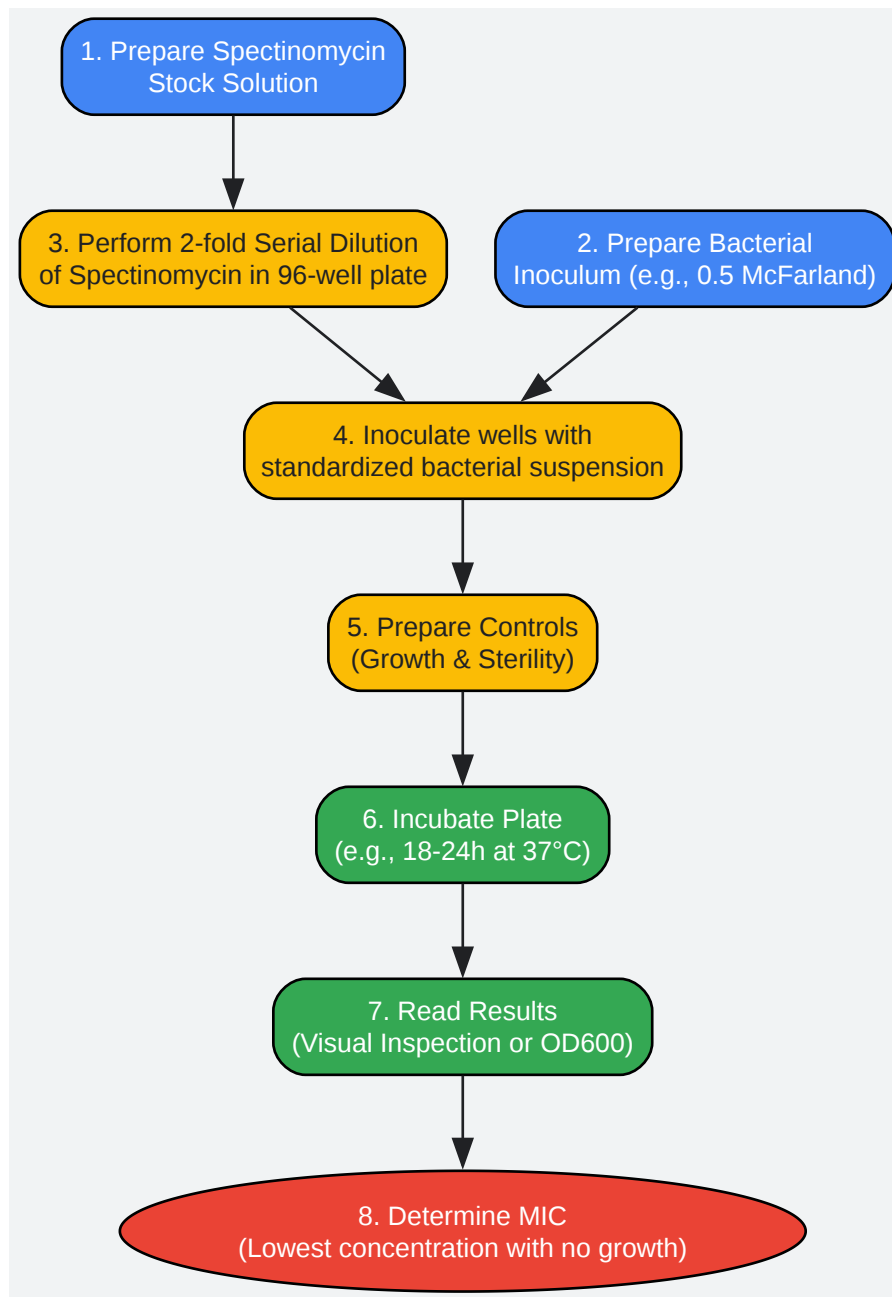 1. Prepare Spectinomycin
Stock Solution
3. Perform 2-fold Serial Dilution
of Spectinomycin in 96-well plate
2. Prepare Bacterial
Inoculum (e.g., 0.5 McFarland)
4. Inoculate wells with
standardized bacterial suspension
5. Prepare Controls
(Growth & Sterility)
6. Incubate Plate
(e.g., 18-24h at 37°C)
7. Read Results
(Visual Inspection or OD600)
8. Determine MIC
(Lowest concentration with no growth)